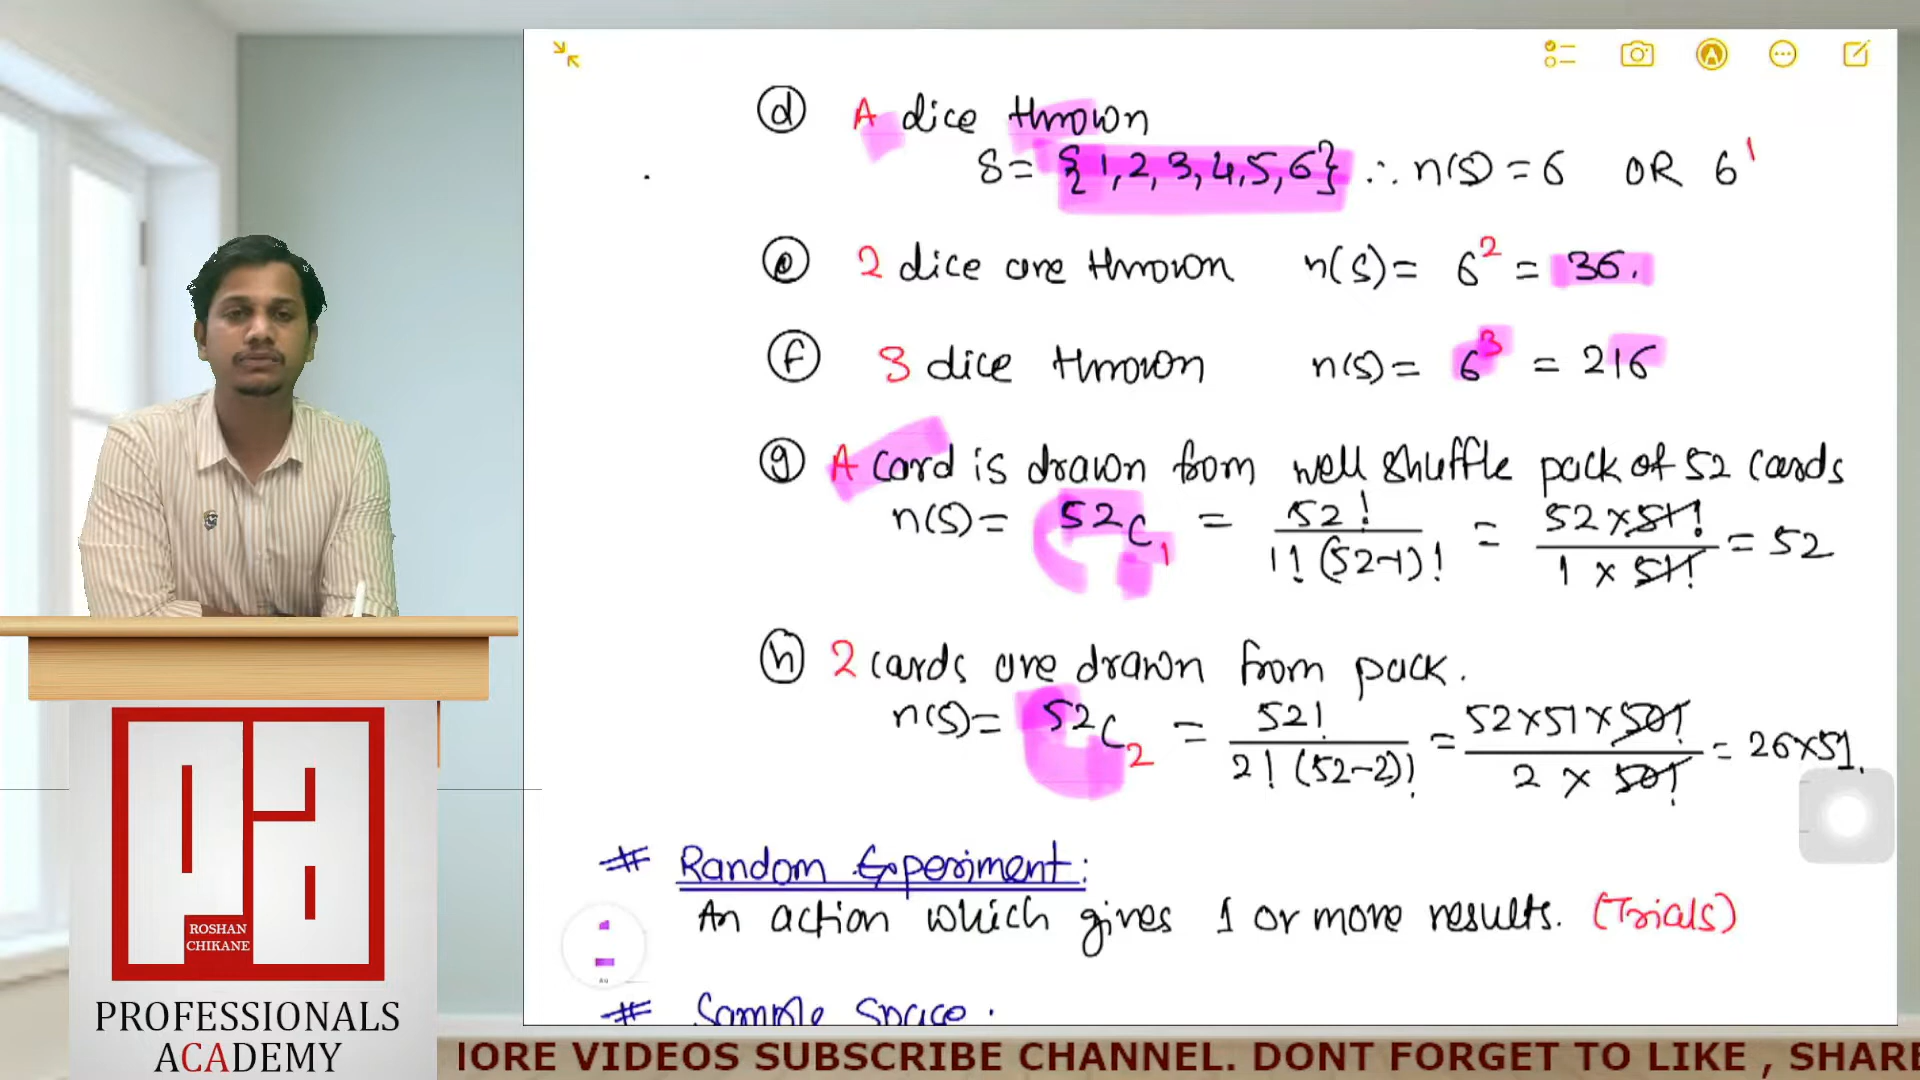 ⓓ A dice thrown
S = {1,2,3,4,5,6} ∴ n(s) = 6 OR 6¹
ⓔ 2 dice are thrown n(s) = 6² = 36.
ⓕ 3 dice thrown n(s) = 6³ = 216
ⓖ A card is drawn from well shuffle pack of 52 cards
n(s) = 52C₁ = 52! / 1! (52-1)! = 52 × 51! / 1 × 51! = 52
ⓗ 2 cards are drawn from pack.
n(s) = 52C₂ = 52! / 2! (52-2)! = 52×51×50! / 2 × 50! = 26×51.
# Random Experiment:
An action which gives 1 or more results. (Trials)
# Sample Space:
ROSHAN
CHIKANE
PROFESSIONALS
ACADEMY
IORE VIDEOS SUBSCRIBE CHANNEL. DONT FORGET TO LIKE , SHARE